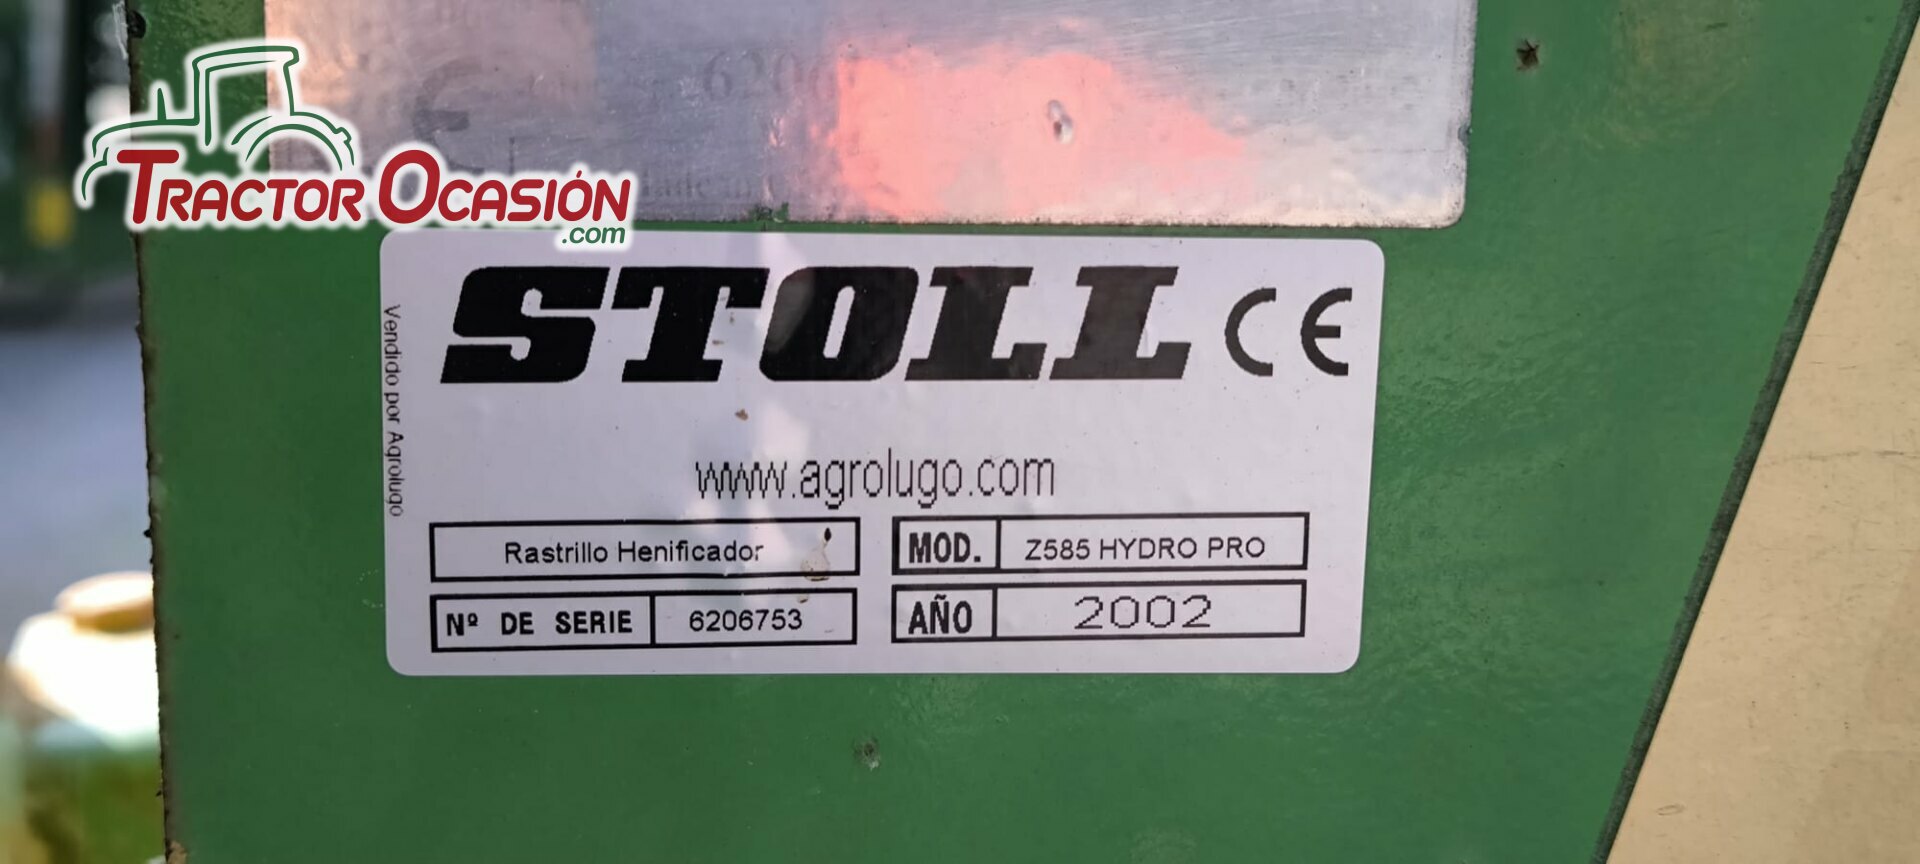 TRACTOR OCASIÓN
.com
STOLL CE
Vendido por Agrolugo
www.agrolugo.com
Rastrillo Henificador
MOD. Z585 HYDRO PRO
Nº DE SERIE 6206753
AÑO 2002